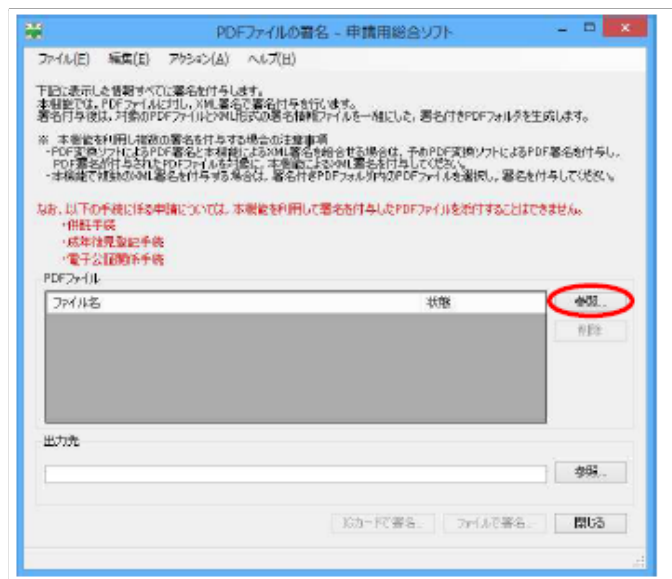 PDFファイルの署名 - 申請用総合ソフト
ファイル(F) 編集(E) アクション(A) ヘルプ(H)
下記に表示した情報すべてに署名を付与します。
本機能では、PDFファイルに対し、XML署名で署名付与を行います。
署名付与後は、対象のPDFファイルとXML形式の署名情報ファイルを一緒にした、署名付きPDFフォルダを生成します。
※ 本機能を利用し複数の署名を付与する場合の注意事項
・PDF変換ソフトによるPDF署名と本機能によるXML署名を組合せる場合は、予めPDF変換ソフトによるPDF署名を付与し、
PDF署名が付与されたPDFファイルを対象に、本機能によるXML署名を付与してください。
・本機能で複数のXML署名を付与する場合は、署名付きPDFフォルダ内のPDFファイルを選択し、署名を付与してください。
なお、以下の手続に係る申請については、本機能を利用して署名を付与したPDFファイルを添付することはできません。
・供託手続
・成年後見登記手続
・電子公証関係手続
PDFファイル
ファイル名 状態
参照...
削除
出力先
参照...
ICカードで署名... ファイルで署名... 閉じる